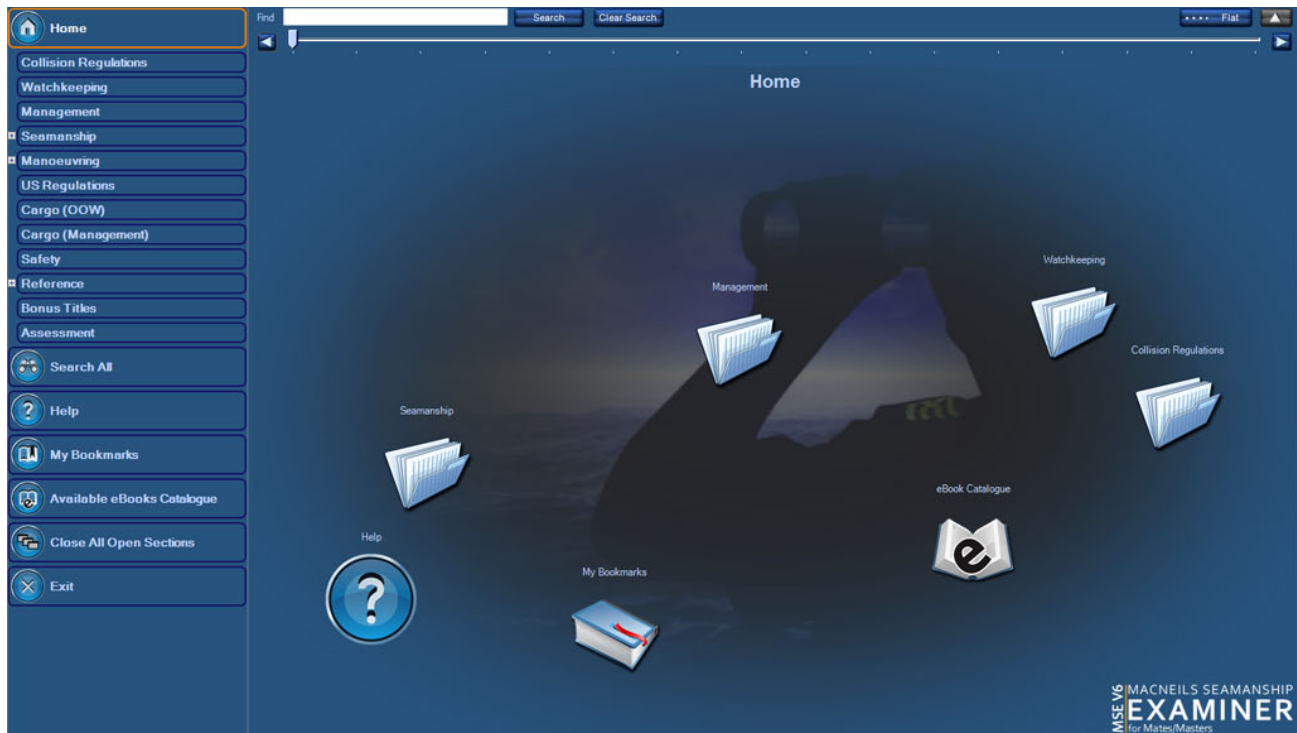 Home
Collision Regulations
Watchkeeping
Management
Seamanship
Manoeuvring
US Regulations
Cargo (OOW)
Cargo (Management)
Safety
Reference
Bonus Titles
Assessment
Search All
Help
My Bookmarks
Available eBooks Catalogue
Close All Open Sections
Exit
Find Search Clear Search Flat
Home
Watchkeeping
Management
Collision Regulations
Seamanship
eBook Catalogue
Help
My Bookmarks
MSE V6
MACNEILS SEAMANSHIP
EXAMINER
for Mates/Masters